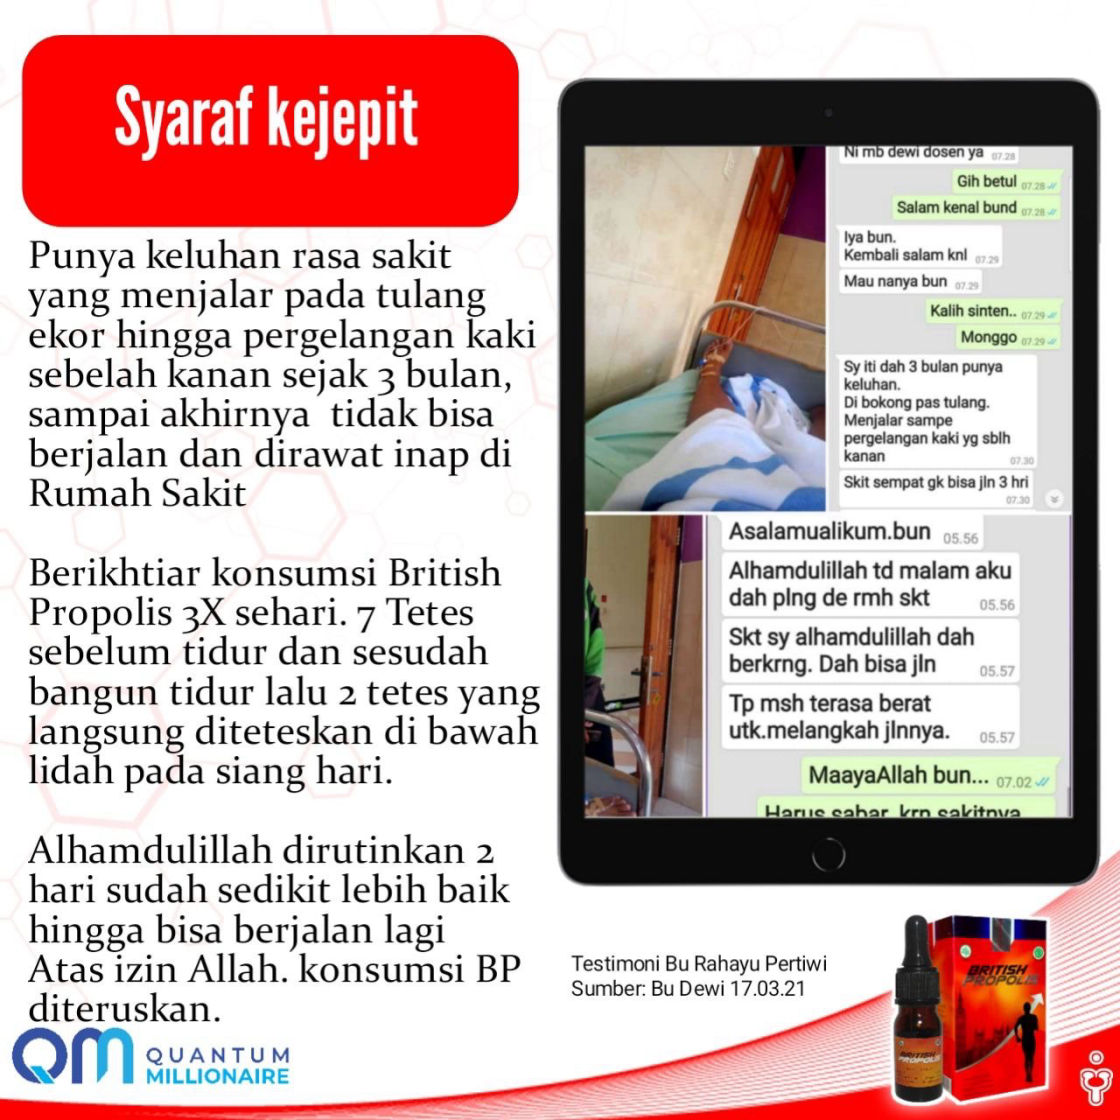 Syaraf kejepit
Punya keluhan rasa sakit
yang menjalar pada tulang
ekor hingga pergelangan kaki
sebelah kanan sejak 3 bulan,
sampai akhirnya tidak bisa
berjalan dan dirawat inap di
Rumah Sakit
Berikhtiar konsumsi British
Propolis 3X sehari. 7 Tetes
sebelum tidur dan sesudah
bangun tidur lalu 2 tetes yang
langsung diteteskan di bawah
lidah pada siang hari.
Alhamdulillah dirutinkan 2
hari sudah sedikit lebih baik
hingga bisa berjalan lagi
Atas izin Allah. konsumsi BP
diteruskan.
QM QUANTUM
MILLIONAIRE
Ni mb dewi dosen ya 07.28
Gih betul 07.28
Salam kenal bund 07.28
Iya bun.
Kembali salam knl 07.29
Mau nanya bun 07.29
Kalih sinten.. 07.29
Monggo 07.29
Sy iti dah 3 bulan punya
keluhan.
Di bokong pas tulang.
Menjalar sampe
pergelangan kaki yg sblh
kanan 07.30
Skit sempat gk bisa jln 3 hri
07.30
Asalamualikum.bun 05.56
Alhamdulillah td malam aku
dah plng de rmh skt 05.56
Skt sy alhamdulillah dah
berkrng. Dah bisa jln 05.57
Tp msh terasa berat
utk.melangkah jlnnya. 05.57
MaayaAllah bun... 07.02
Harus sabar, krn sakitnya
Testimoni Bu Rahayu Pertiwi
Sumber: Bu Dewi 17.03.21
BRITISH
PROPOLIS
BRITISH
PROPOLIS